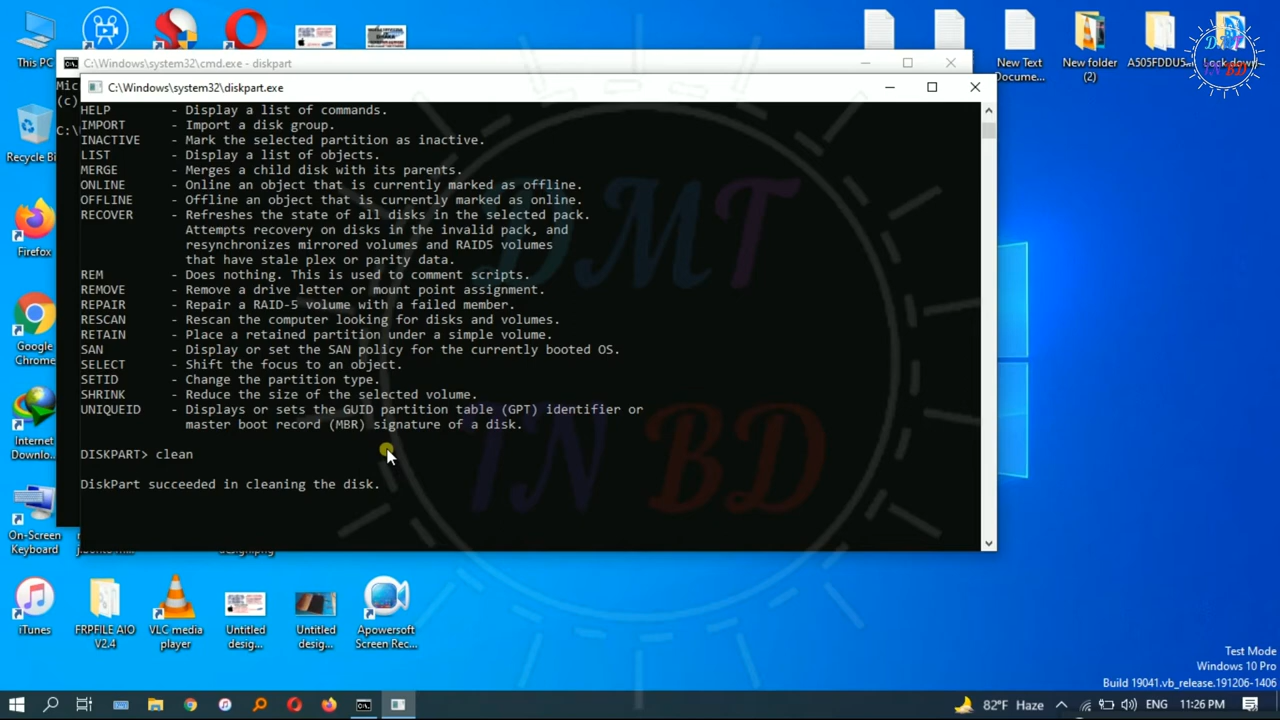 This PC
New Text
Docume...
New folder
(2)
A505FDDU5...
C:\Windows\system32\cmd.exe - diskpart
Mic
(c)
C:\
C:\Windows\system32\diskpart.exe
HELP - Display a list of commands.
IMPORT - Import a disk group.
INACTIVE - Mark the selected partition as inactive.
LIST - Display a list of objects.
MERGE - Merges a child disk with its parents.
ONLINE - Online an object that is currently marked as offline.
OFFLINE - Offline an object that is currently marked as online.
RECOVER - Refreshes the state of all disks in the selected pack.
Attempts recovery on disks in the invalid pack, and
resynchronizes mirrored volumes and RAID5 volumes
that have stale plex or parity data.
REM - Does nothing. This is used to comment scripts.
REMOVE - Remove a drive letter or mount point assignment.
REPAIR - Repair a RAID-5 volume with a failed member.
RESCAN - Rescan the computer looking for disks and volumes.
RETAIN - Place a retained partition under a simple volume.
SAN - Display or set the SAN policy for the currently booted OS.
SELECT - Shift the focus to an object.
SETID - Change the partition type.
SHRINK - Reduce the size of the selected volume.
UNIQUEID - Displays or sets the GUID partition table (GPT) identifier or
master boot record (MBR) signature of a disk.
DISKPART> clean
DiskPart succeeded in cleaning the disk.
DMT
TN BD
Recycle Bi
Firefox
Google
Chrome
Internet
Downlo...
On-Screen
Keyboard
iTunes
FRPFILE AIO
V2.4
VLC media
player
Untitled
desig...
Untitled
desig...
Apowersoft
Screen Rec...
Test Mode
Windows 10 Pro
Build 19041.vb_release.191206-1406
82°F Haze
ENG
11:26 PM